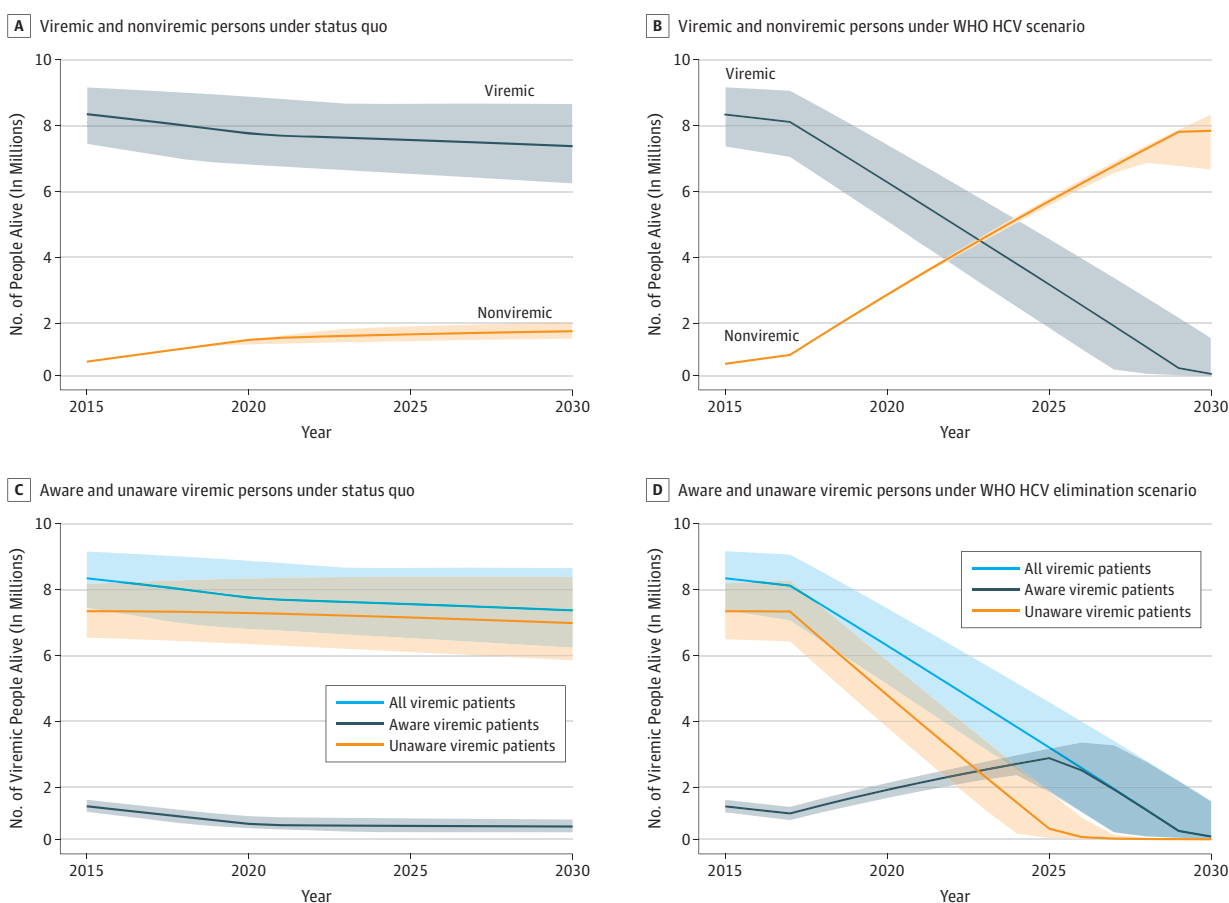 A Viremic and nonviremic persons under status quo
10
8
6
4
2
0
No. of People Alive (In Millions)
Viremic
Nonviremic
2015 2020 2025 2030
Year
B Viremic and nonviremic persons under WHO HCV scenario
10
8
6
4
2
0
No. of People Alive (In Millions)
Viremic
Nonviremic
2015 2020 2025 2030
Year
C Aware and unaware viremic persons under status quo
10
8
6
4
2
0
No. of Viremic People Alive (In Millions)
All viremic patients
Aware viremic patients
Unaware viremic patients
2015 2020 2025 2030
Year
D Aware and unaware viremic persons under WHO HCV elimination scenario
10
8
6
4
2
0
No. of Viremic People Alive (In Millions)
All viremic patients
Aware viremic patients
Unaware viremic patients
2015 2020 2025 2030
Year